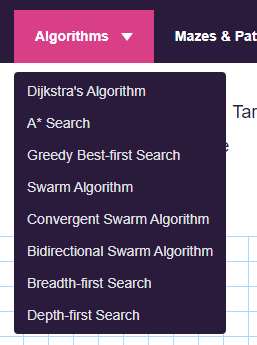 Algorithms
Mazes & Pat
Dijkstra's Algorithm
Tar
A* Search
Greedy Best-first Search
Swarm Algorithm
Convergent Swarm Algorithm
Bidirectional Swarm Algorithm
Breadth-first Search
Depth-first Search